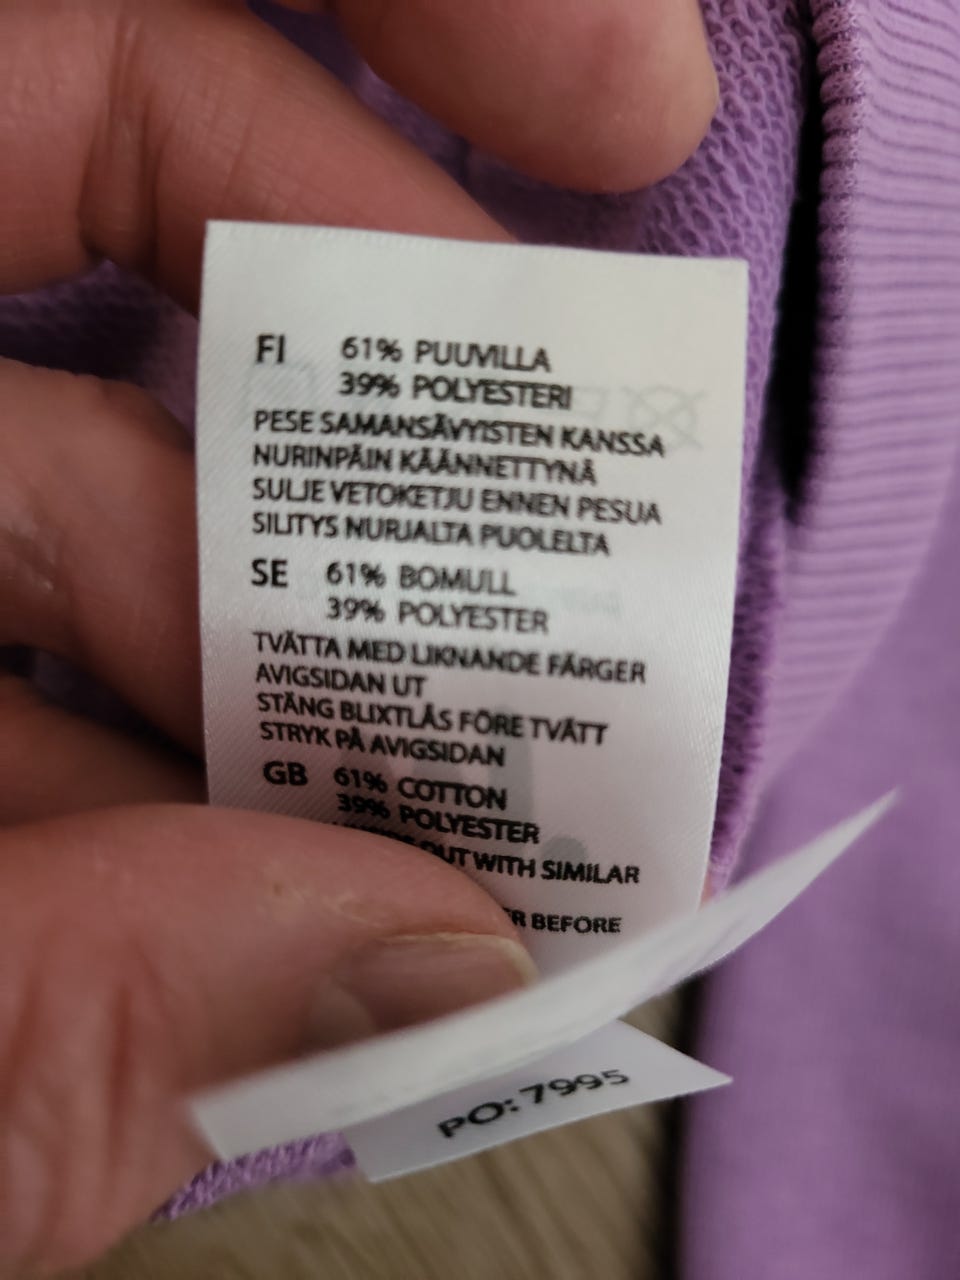 FI 61% PUUVILLA
39% POLYESTERI
PESE SAMANSÄVYISTEN KANSSA
NURINPÄIN KÄÄNNETTYNÄ
SULJE VETOKETJU ENNEN PESUA
SILITYS NURJALTA PUOLELTA
SE 61% BOMULL
39% POLYESTER
TVÄTTA MED LIKNANDE FÄRGER
AVIGSIDAN UT
STÄNG BLIXTLÅS FÖRE TVÄTT
STRYK PÅ AVIGSIDAN
GB 61% COTTON
39% POLYESTER
OUT WITH SIMILAR
BEFORE
PO: 7995